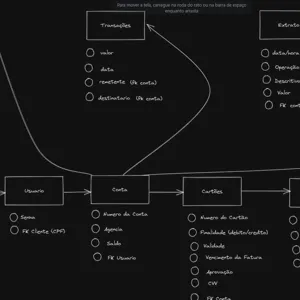 Para mover a tela, carregue na roda do rato ou na barra de espaço
enquanto arrasta
Transações
valor
data
remetente (fk conta)
destinatario (fk conta)
Extrato
data/hora
Operação
Descritivo
Valor
FK cont
Usuario
Senha
FK Cliente (CPF)
Conta
Numero da Conta
Agencia
Saldo
FK Usuario
Cartões
Numero do Cartão
Finalidade (debito/credito)
Validade
Vencimento da Fatura
Aprovação
CVV
FK Conta